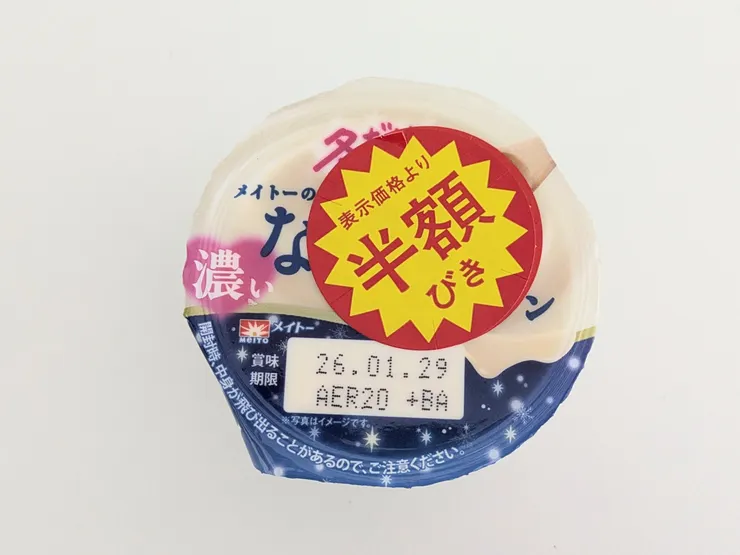 メイトーの
な
濃い
ン
表示価格より
半額
びき
MEITO
メイトー
賞味
期限
26.01.29
AER20 +BA
※写真はイメージです。
開封時、中身が飛び出ることがあるので、ご注意ください。